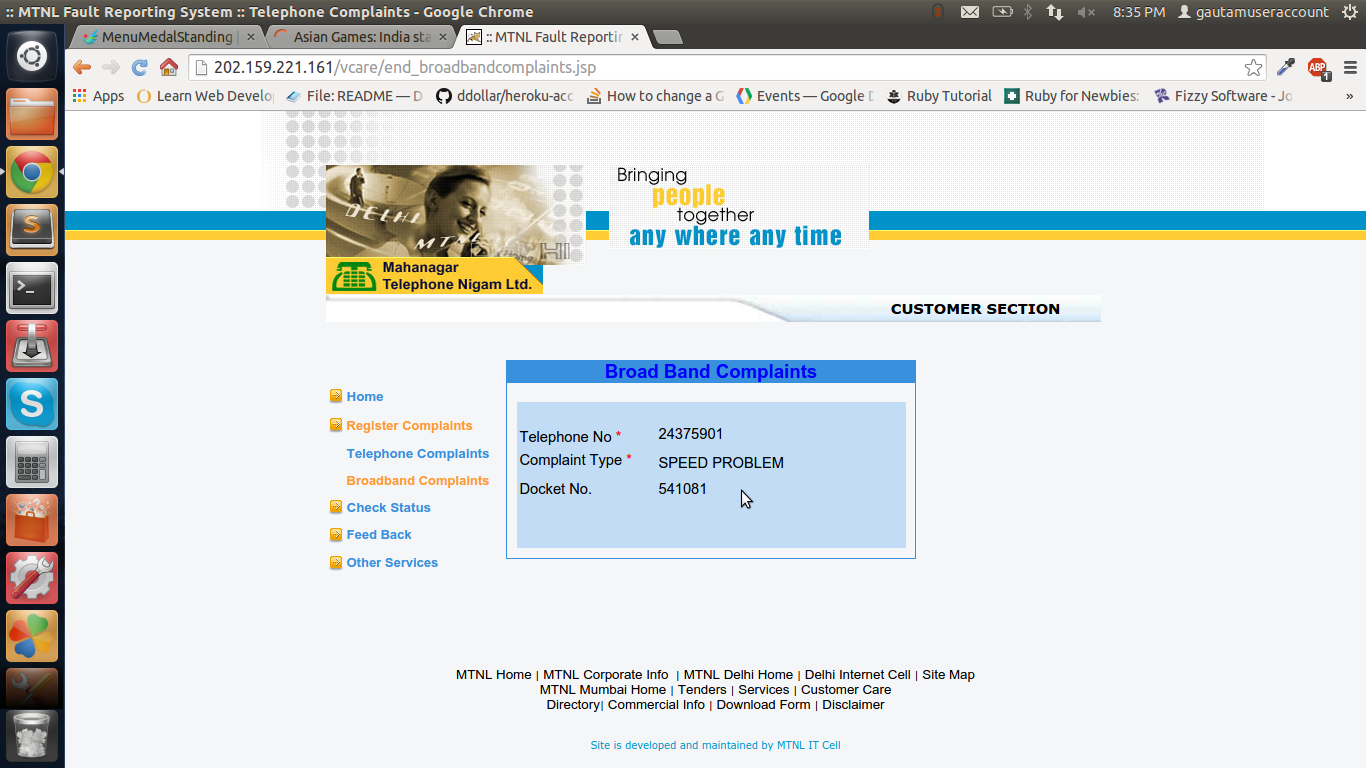 :: MTNL Fault Reporting System :: Telephone Complaints - Google Chrome
8:35 PM gautamuseraccount
MenuMedalStanding
Asian Games: India sta
:: MTNL Fault Reportin
202.159.221.161/vcare/end_broadbandcomplaints.jsp
ABP
1
Apps Learn Web Develo File: README — D ddollar/heroku-acc How to change a G Events — Google D Ruby Tutorial Ruby for Newbies: Fizzy Software - Jo »
Bringing
people
together
any where any time
DELHI
MTNL
Mahanagar
Telephone Nigam Ltd.
CUSTOMER SECTION
Broad Band Complaints
Home
Register Complaints
Telephone Complaints
Broadband Complaints
Check Status
Feed Back
Other Services
Telephone No * 24375901
Complaint Type * SPEED PROBLEM
Docket No. 541081
MTNL Home | MTNL Corporate Info | MTNL Delhi Home | Delhi Internet Cell | Site Map
MTNL Mumbai Home | Tenders | Services | Customer Care
Directory| Commercial Info | Download Form | Disclaimer
Site is developed and maintained by MTNL IT Cell